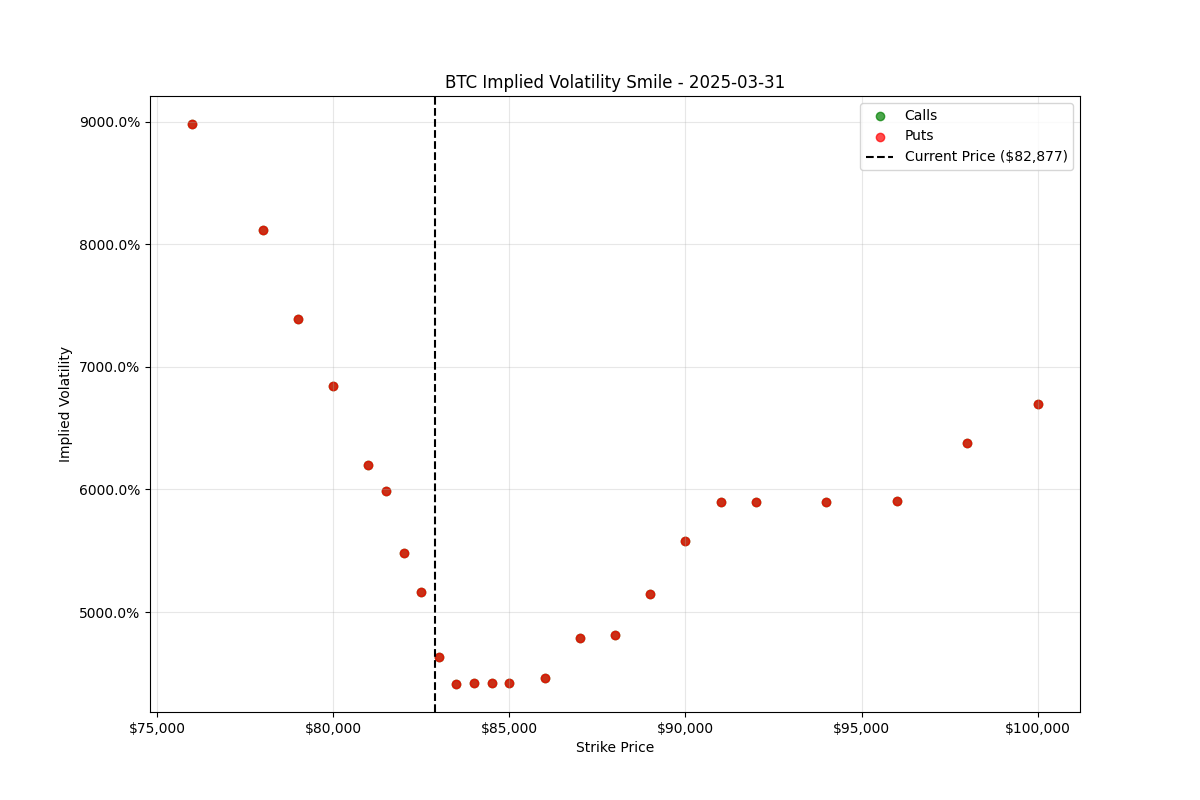 BTC Implied Volatility Smile - 2025-03-31
Calls
Puts
Current Price ($82,877)
Implied Volatility
9000.0%
8000.0%
7000.0%
6000.0%
5000.0%
$75,000
$80,000
$85,000
$90,000
$95,000
$100,000
Strike Price